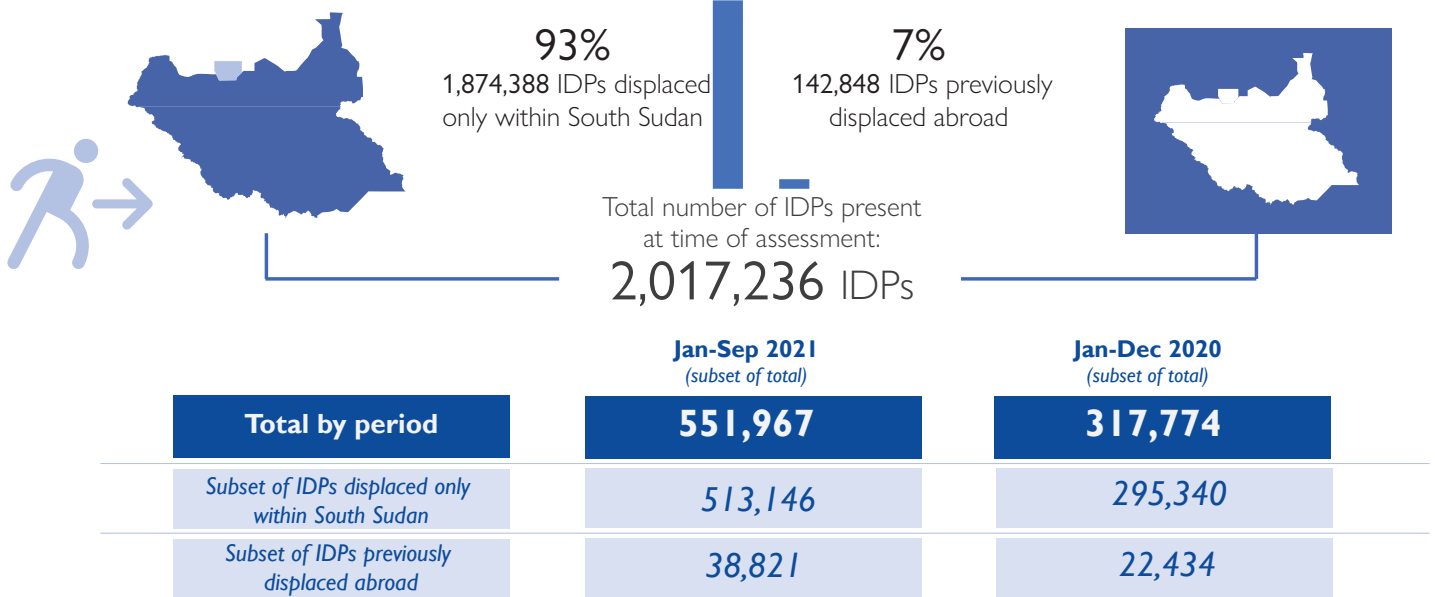 93%
1,874,388 IDPs displaced
only within South Sudan
7%
142,848 IDPs previously
displaced abroad
Total number of IDPs present
at time of assessment:
2,017,236 IDPs
Jan-Sep 2021
(subset of total)
Jan-Dec 2020
(subset of total)
Total by period
551,967
317,774
Subset of IDPs displaced only
within South Sudan
513,146
295,340
Subset of IDPs previously
displaced abroad
38,821
22,434